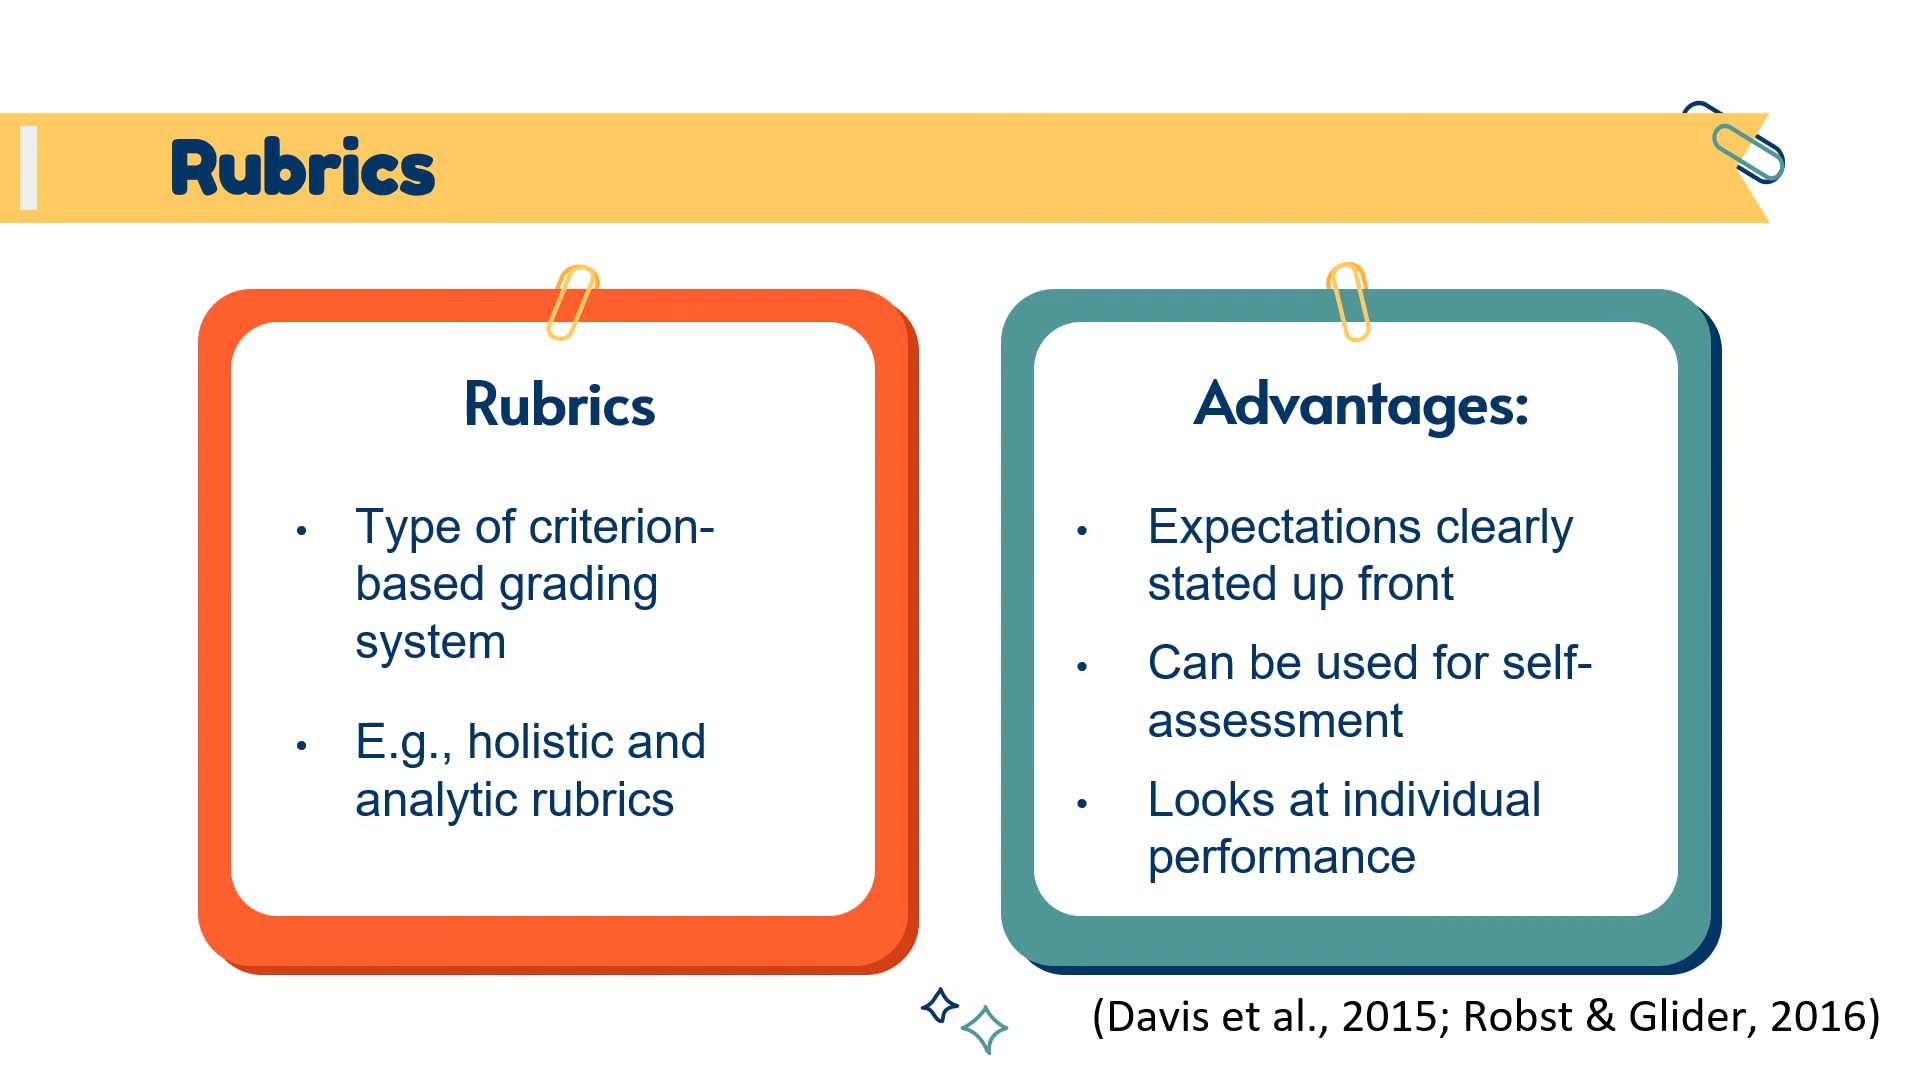 Rubrics
Rubrics
• Type of criterion-
based grading
system
• E.g., holistic and
analytic rubrics
Advantages:
• Expectations clearly
stated up front
• Can be used for self-
assessment
• Looks at individual
performance
(Davis et al., 2015; Robst & Glider, 2016)